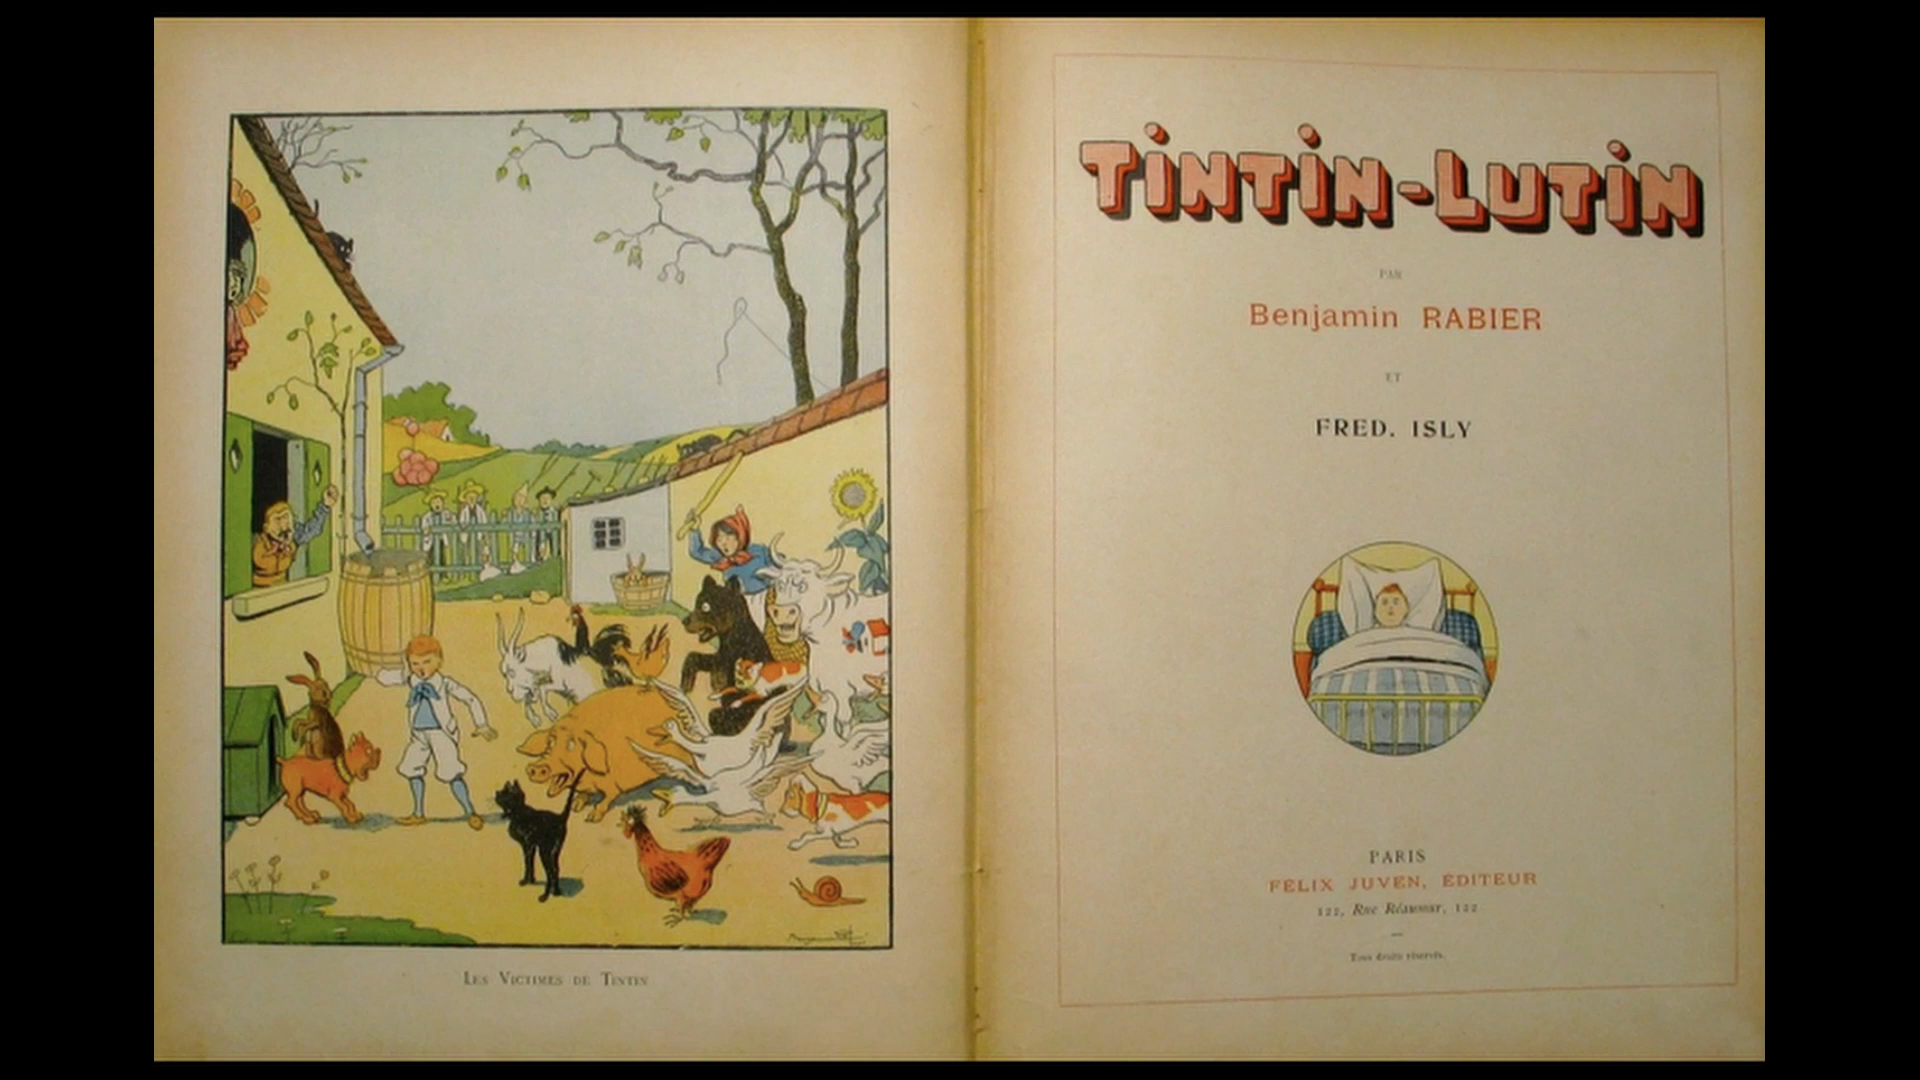 LES VICTIMES DE TINTIN
TINTIN-LUTIN
PAR
Benjamin RABIER
ET
FRED. ISLY
PARIS
FÉLIX JUVEN, ÉDITEUR
122, Rue Réaumur, 122
Tous droits réservés.